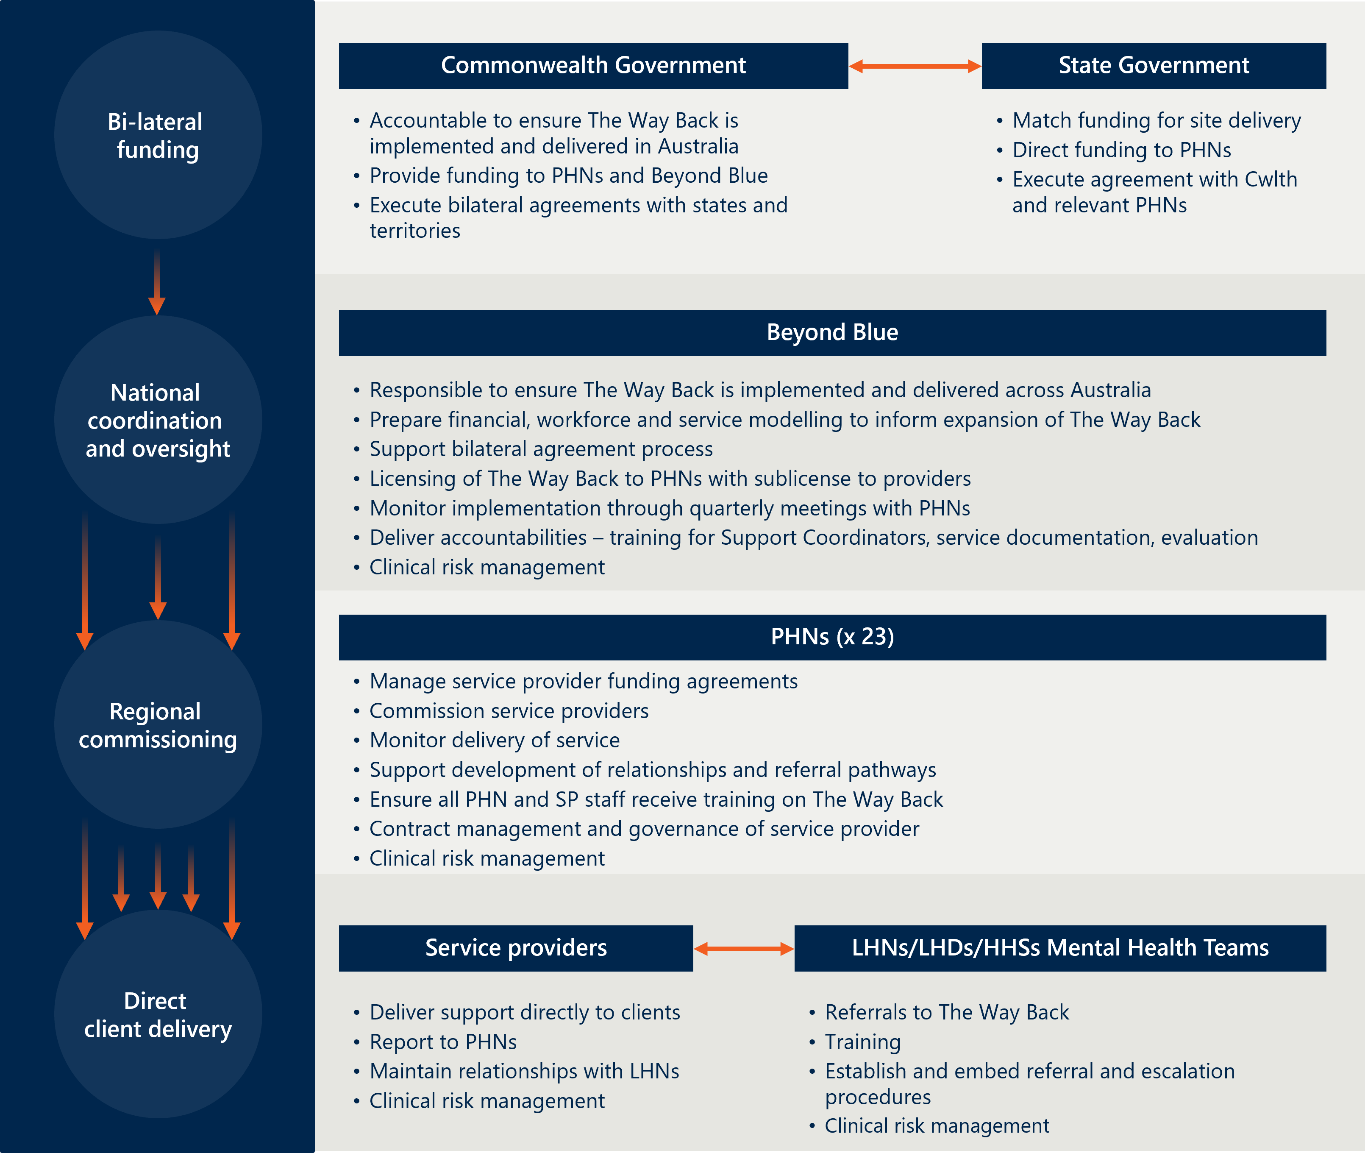 Bi-lateral
funding
Commonwealth Government
State Government
• Accountable to ensure The Way Back is
implemented and delivered in Australia
• Provide funding to PHNs and Beyond Blue
• Execute bilateral agreements with states and
territories
• Match funding for site delivery
• Direct funding to PHNs
• Execute agreement with Cwlth
and relevant PHNs
National
coordination
and oversight
Beyond Blue
• Responsible to ensure The Way Back is implemented and delivered across Australia
• Prepare financial, workforce and service modelling to inform expansion of The Way Back
• Support bilateral agreement process
• Licensing of The Way Back to PHNs with sublicense to providers
• Monitor implementation through quarterly meetings with PHNs
• Deliver accountabilities – training for Support Coordinators, service documentation, evaluation
• Clinical risk management
Regional
commissioning
PHNs (x 23)
• Manage service provider funding agreements
• Commission service providers
• Monitor delivery of service
• Support development of relationships and referral pathways
• Ensure all PHN and SP staff receive training on The Way Back
• Contract management and governance of service provider
• Clinical risk management
Direct
client delivery
Service providers
LHNs/LHDs/HHSs Mental Health Teams
• Deliver support directly to clients
• Report to PHNs
• Maintain relationships with LHNs
• Clinical risk management
• Referrals to The Way Back
• Training
• Establish and embed referral and escalation
procedures
• Clinical risk management